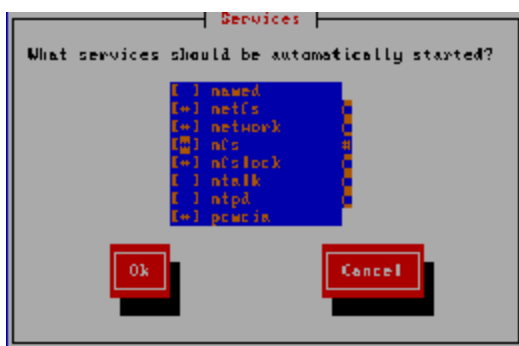 Services
What services should be automatically started?
[ ] named
[*] netfs
[*] network
[*] nfs
[*] nfslock
[ ] ntalk
[ ] ntpd
[*] pcmcia
Ok
Cancel